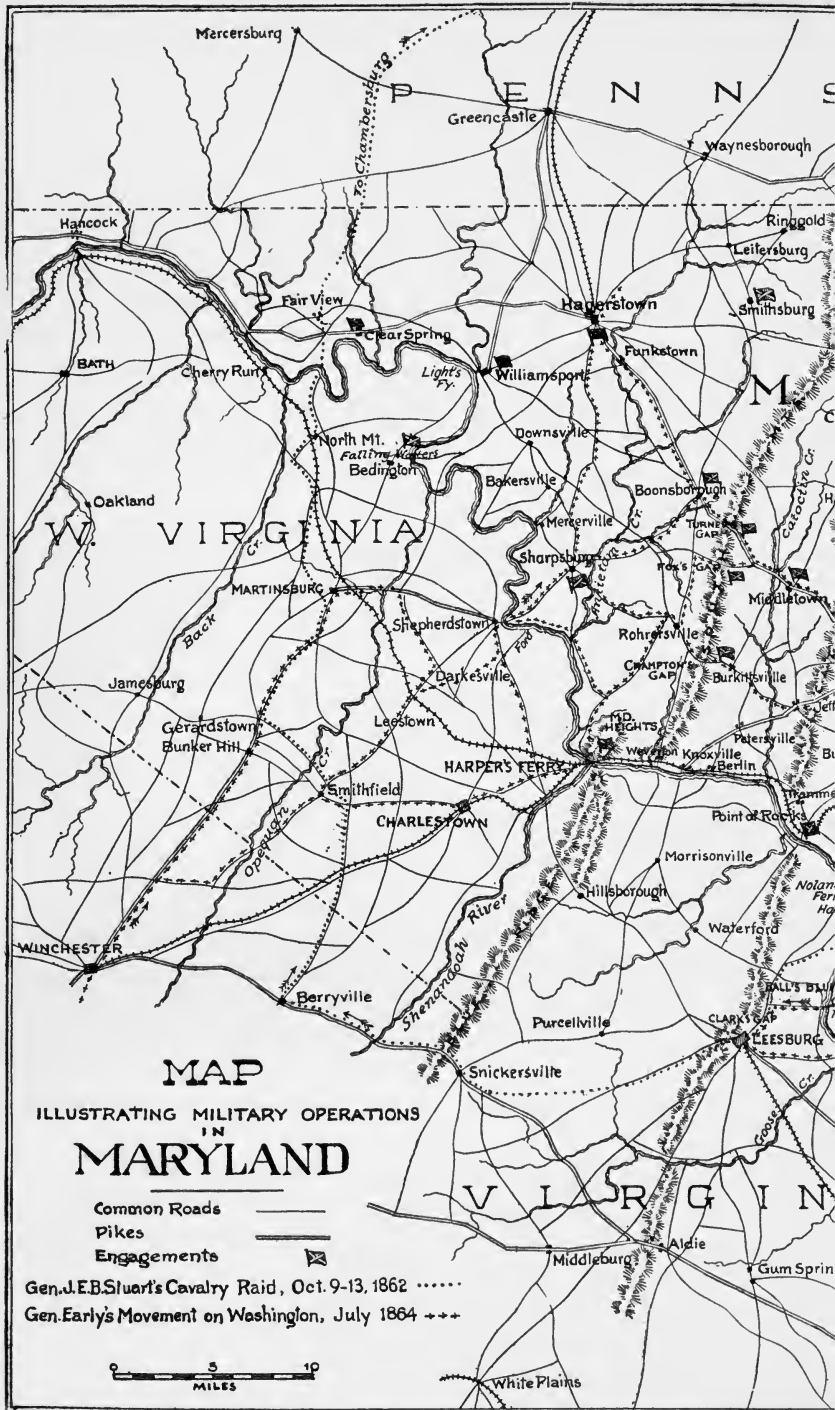 Mercersburg
To Chambersburg
P E N N S
Greencastle
Waynesborough
Hancock
Ringgold
Leitersburg
Fair View
Clear Spring
Hagerstown
Smithsburg
Funkstown
BATH
Cherry Run
Light's
Fy.
Williamsport
M.
North Mt.
Falling Waters
Bedington
Downsville
Bakersville
Boonsborough
Catoctin Cr.
Oakland
W. VIRGINIA
Mercerville
TURNER'S
GAP
Sharpsburg
Antietam Cr.
FOX'S GAP
MARTINSBURG
Middletown
Back Cr.
Shepherdstown
Ford
Rohrersville
CRAMPTON'S
GAP
Burkittsville
Jamesburg
Darkesville
Jeff
Gerardstown
Bunker Hill
Leestown
MD.
HEIGHTS
Petersville
Weverton
Knoxville
Berlin
HARPER'S FERRY
Opequan Cr.
Smithfield
CHARLESTOWN
Point of Rocks
Morrisonville
Hillsborough
Waterford
Shenandoah River
WINCHESTER
Berryville
BALL'S BLUF
CLARK'S GAP
LEESBURG
Purcellville
Snickersville
Goose Cr.
MAP
ILLUSTRATING MILITARY OPERATIONS
IN
MARYLAND
Common Roads
Pikes
Engagements
Gen. J.E.B. Stuart's Cavalry Raid, Oct. 9-13, 1862
Gen. Early's Movement on Washington, July 1864
VIRGIN
Middleburg
Aldie
Gum Sprin
0 5 10
MILES
White Plains